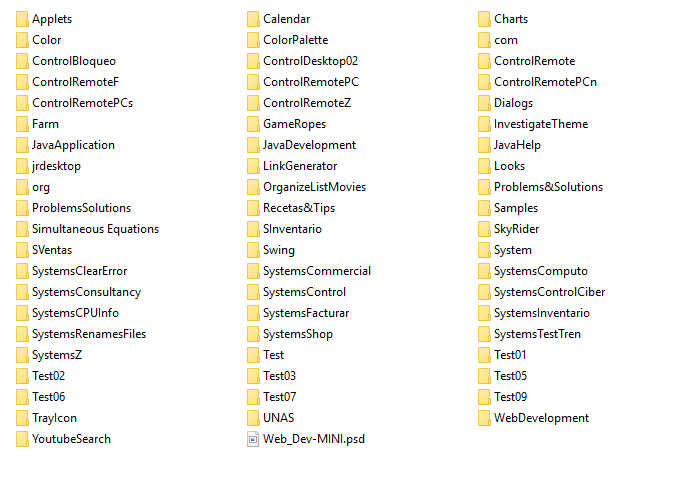 Applets
Calendar
Charts
Color
ColorPalette
com
ControlBloqueo
ControlDesktop02
ControlRemote
ControlRemoteF
ControlRemotePC
ControlRemotePCn
ControlRemotePCs
ControlRemoteZ
Dialogs
Farm
GameRopes
InvestigateTheme
JavaApplication
JavaDevelopment
JavaHelp
jrdesktop
LinkGenerator
Looks
org
OrganizeListMovies
Problems&Solutions
ProblemsSolutions
Recetas&Tips
Samples
Simultaneous Equations
SInventario
SkyRider
SVentas
Swing
System
SystemsClearError
SystemsCommercial
SystemsComputo
SystemsConsultancy
SystemsControl
SystemsControlCiber
SystemsCPUInfo
SystemsFacturar
SystemsInventario
SystemsRenamesFiles
SystemsShop
SystemsTestTren
SystemsZ
Test
Test01
Test02
Test03
Test05
Test06
Test07
Test09
TrayIcon
UNAS
WebDevelopment
YoutubeSearch
Web_Dev-MINI.psd